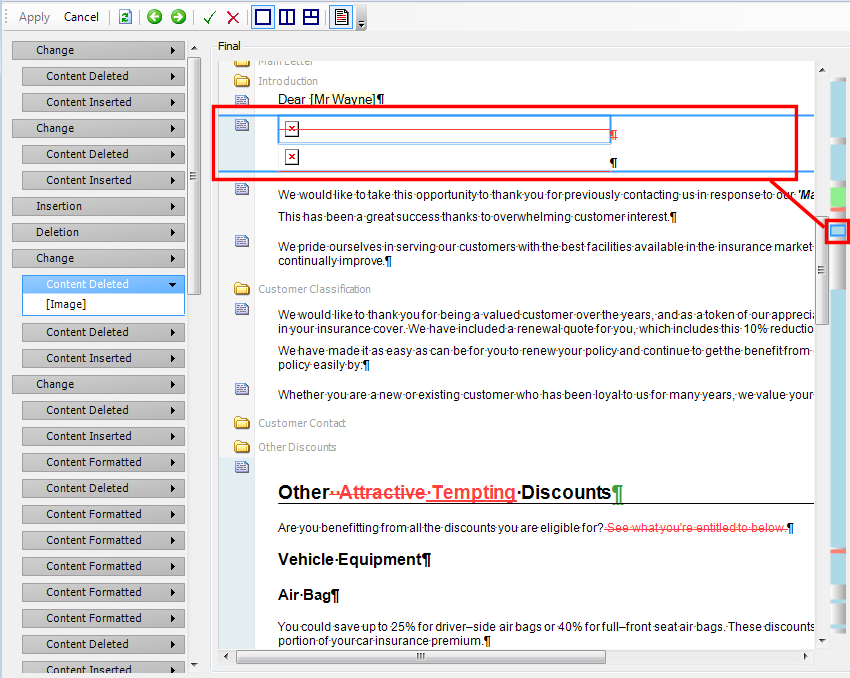 Apply Cancel
Change
Content Deleted
Content Inserted
Change
Content Deleted
Content Inserted
Insertion
Deletion
Change
Content Deleted
[Image]
Content Deleted
Content Inserted
Change
Content Deleted
Content Inserted
Content Formatted
Content Deleted
Content Formatted
Content Formatted
Content Formatted
Content Formatted
Content Formatted
Content Deleted
Content Inserted
Final
Main Letter
Introduction
Dear·[Mr Wayne]¶
¶
¶
We·would·like·to·take·this·opportunity·to·thank·you·for·previously·contacting·us·in·response·to·our·'Ma
This·has·been·a·great·success·thanks·to·overwhelming·customer·interest.¶
We·pride·ourselves·in·serving·our·customers·with·the·best·facilities·available·in·the·insurance·market·
continually·improve.¶
Customer Classification
We·would·like·to·thank·you·for·being·a·valued·customer·over·the·years,·and·as·a·token·of·our·apprecia
in·your·insurance·cover.·We·have·included·a·renewal·quote·for·you,·which·includes·this·10%·reductio
We·have·made·it·as·easy·as·can·be·for·you·to·renew·your·policy·and·continue·to·get·the·benefit·from·
policy·easily·by:¶
Whether·you·are·a·new·or·existing·customer·who·has·been·loyal·to·us·for·many·years,·we·value·your·
Customer Contact
Other Discounts
Other··Attractive·Tempting·Discounts¶
Are·you·benefitting·from·all·the·discounts·you·are·eligible·for?·See·what·you're·entitled·to·below.¶
Vehicle·Equipment¶
Air·Bag¶
You·could·save·up·to·25%·for·driver–side·air·bags·or·40%·for·full–front·seat·air·bags.·These·discounts
portion·of·your·car·insurance·premium.¶